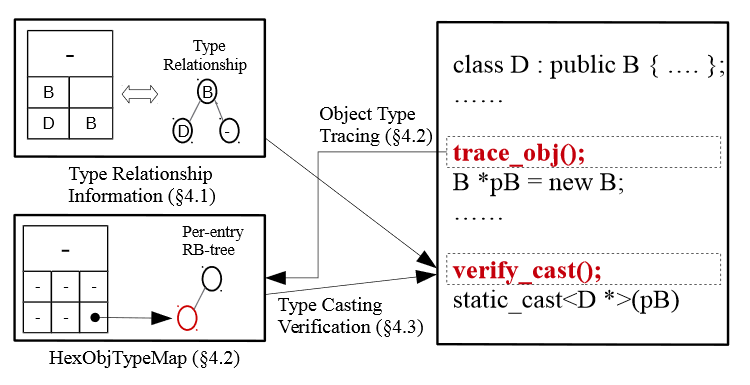 -
B
D B
Type
Relationship
B
D -
Type Relationship
Information (§4.1)
-
- - -
- -
Per-entry
RB-tree
HexObjTypeMap (§4.2)
Object Type
Tracing (§4.2)
Type Casting
Verification (§4.3)
class D : public B { .... };
......
trace_obj();
B *pB = new B;
......
verify_cast();
static_cast<D *>(pB)